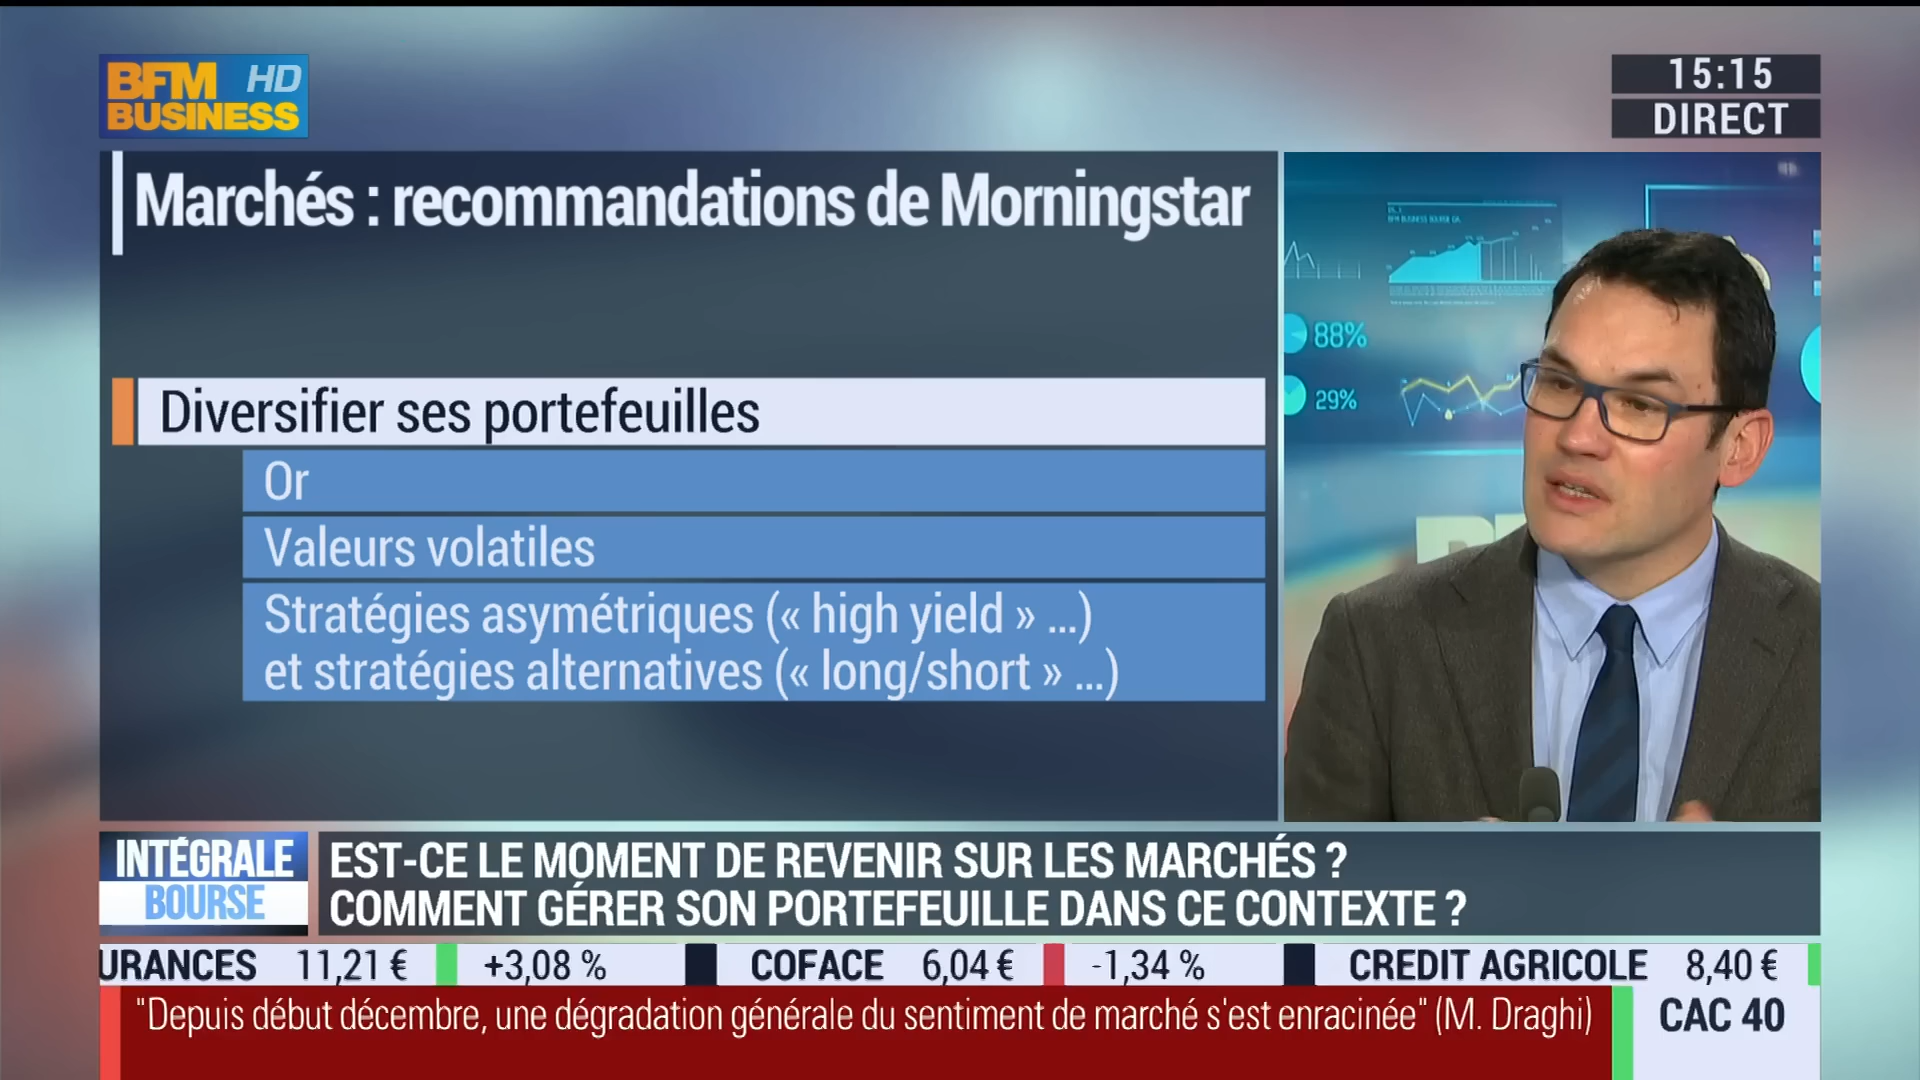 BFM HD
BUSINESS
15:15
DIRECT
Marchés : recommandations de Morningstar
Diversifier ses portefeuilles
Or
Valeurs volatiles
Stratégies asymétriques (« high yield » ...)
et stratégies alternatives (« long/short » ...)
88%
29%
INTÉGRALE
BOURSE
EST-CE LE MOMENT DE REVENIR SUR LES MARCHÉS ?
COMMENT GÉRER SON PORTEFEUILLE DANS CE CONTEXTE ?
URANCES 11,21 € +3,08 % COFACE 6,04 € -1,34 % CREDIT AGRICOLE 8,40 €
"Depuis début décembre, une dégradation générale du sentiment de marché s'est enracinée" (M. Draghi)
CAC 40